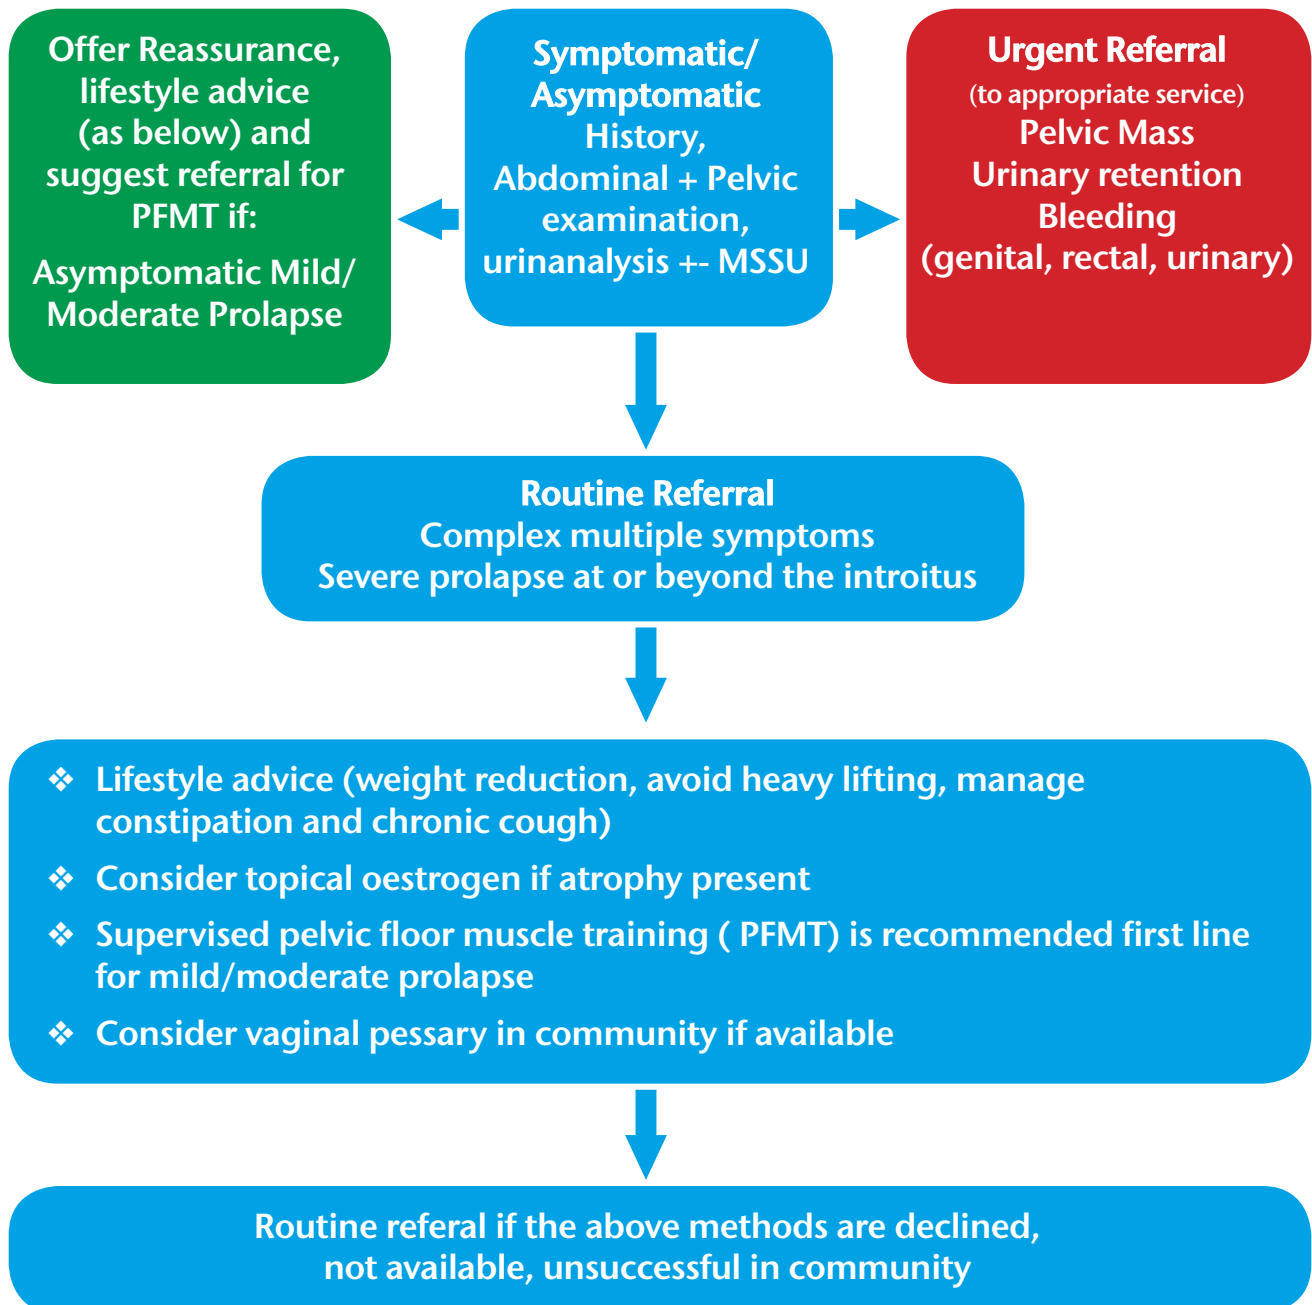 Offer Reassurance,
lifestyle advice
(as below) and
suggest referral for
PFMT if:
Asymptomatic Mild/
Moderate Prolapse
Symptomatic/
Asymptomatic
History,
Abdominal + Pelvic
examination,
urinanalysis +- MSSU
Urgent Referral
(to appropriate service)
Pelvic Mass
Urinary retention
Bleeding
(genital, rectal, urinary)
Routine Referral
Complex multiple symptoms
Severe prolapse at or beyond the introitus
❖ Lifestyle advice (weight reduction, avoid heavy lifting, manage
constipation and chronic cough)
❖ Consider topical oestrogen if atrophy present
❖ Supervised pelvic floor muscle training ( PFMT) is recommended first line
for mild/moderate prolapse
❖ Consider vaginal pessary in community if available
Routine referal if the above methods are declined,
not available, unsuccessful in community